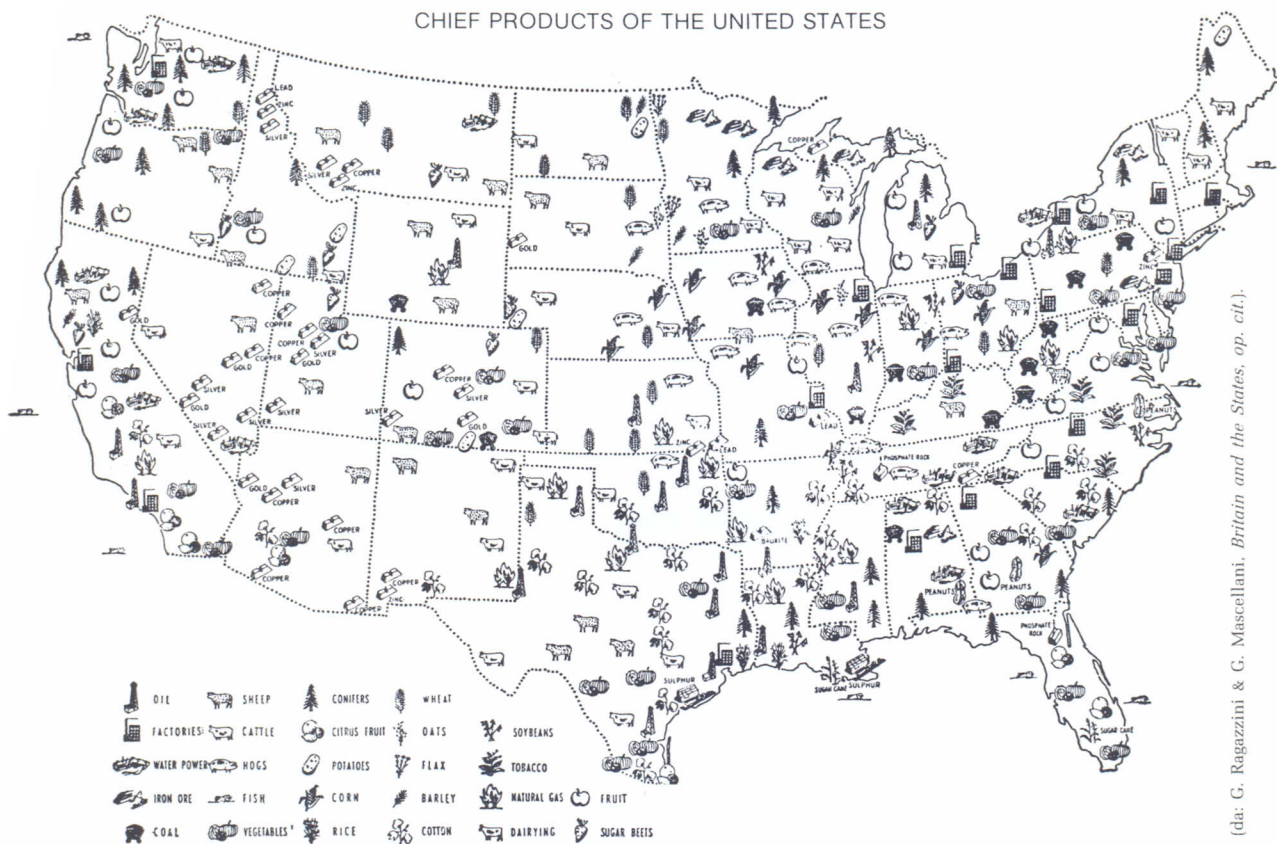 CHIEF PRODUCTS OF THE UNITED STATES
LEAD
ZINC
SILVER
SILVER
COPPER
ZINC
COPPER
GOLD
ZINC
COPPER
GOLD
COPPER
COPPER
SILVER
GOLD
COPPER
GOLD
SILVER
GOLD
SILVER
SILVER
SILVER
COPPER
SILVER
SILVER
GOLD
LEAD
PEANUTS
ZINC
LEAD
PHOSPHATE ROCK
COPPER
GOLD
SILVER
COPPER
COPPER
BAUXITE
COPPER
COPPER
ZINC
COPPER
PEANUTS
PEANUTS
PHOSPHATE ROCK
SULPHUR
SUGAR CANE
SULPHUR
SUGAR CANE
OIL
SHEEP
CONIFERS
WHEAT
FACTORIES
CATTLE
CITRUS FRUIT
OATS
SOYBEANS
WATER POWER
HOGS
POTATOES
FLAX
TOBACCO
IRON ORE
FISH
CORN
BARLEY
NATURAL GAS
FRUIT
COAL
VEGETABLES
RICE
COTTON
DAIRYING
SUGAR BEETS
(da: G. Ragazzini & G. Mascellani, Britain and the States, op. cit.).